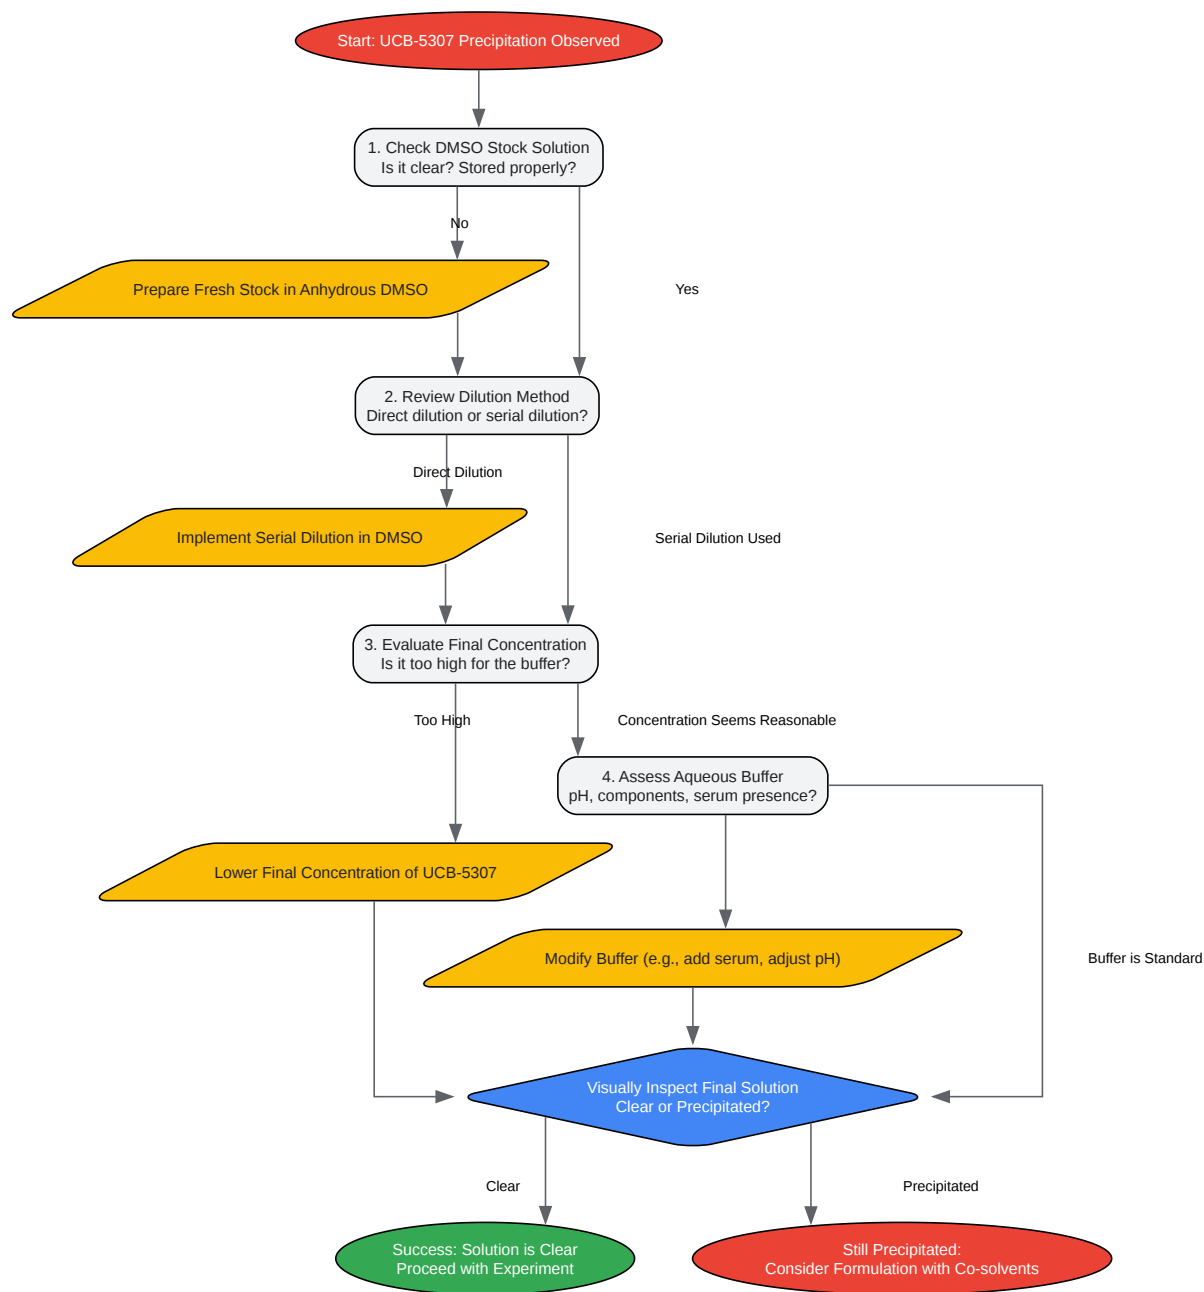 Start: UCB-5307 Precipitation Observed
1. Check DMSO Stock Solution
Is it clear? Stored properly?
No
Prepare Fresh Stock in Anhydrous DMSO
Yes
2. Review Dilution Method
Direct dilution or serial dilution?
Direct Dilution
Implement Serial Dilution in DMSO
Serial Dilution Used
3. Evaluate Final Concentration
Is it too high for the buffer?
Too High
Concentration Seems Reasonable
4. Assess Aqueous Buffer
pH, components, serum presence?
Lower Final Concentration of UCB-5307
Modify Buffer (e.g., add serum, adjust pH)
Buffer is Standard
Visually Inspect Final Solution
Clear or Precipitated?
Clear
Precipitated
Success: Solution is Clear
Proceed with Experiment
Still Precipitated:
Consider Formulation with Co-solvents